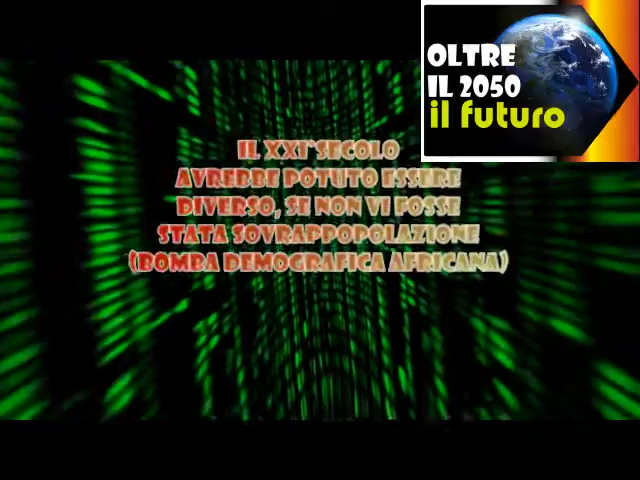 OLTRE
IL 2050
il futuro
IL XXI°SECOLO
AVREBBE POTUTO ESSERE
DIVERSO, SE NON VI FOSSE
STATA SOVRAPPOPOLAZIONE
(BOMBA DEMOGRAFICA AFRICANA)